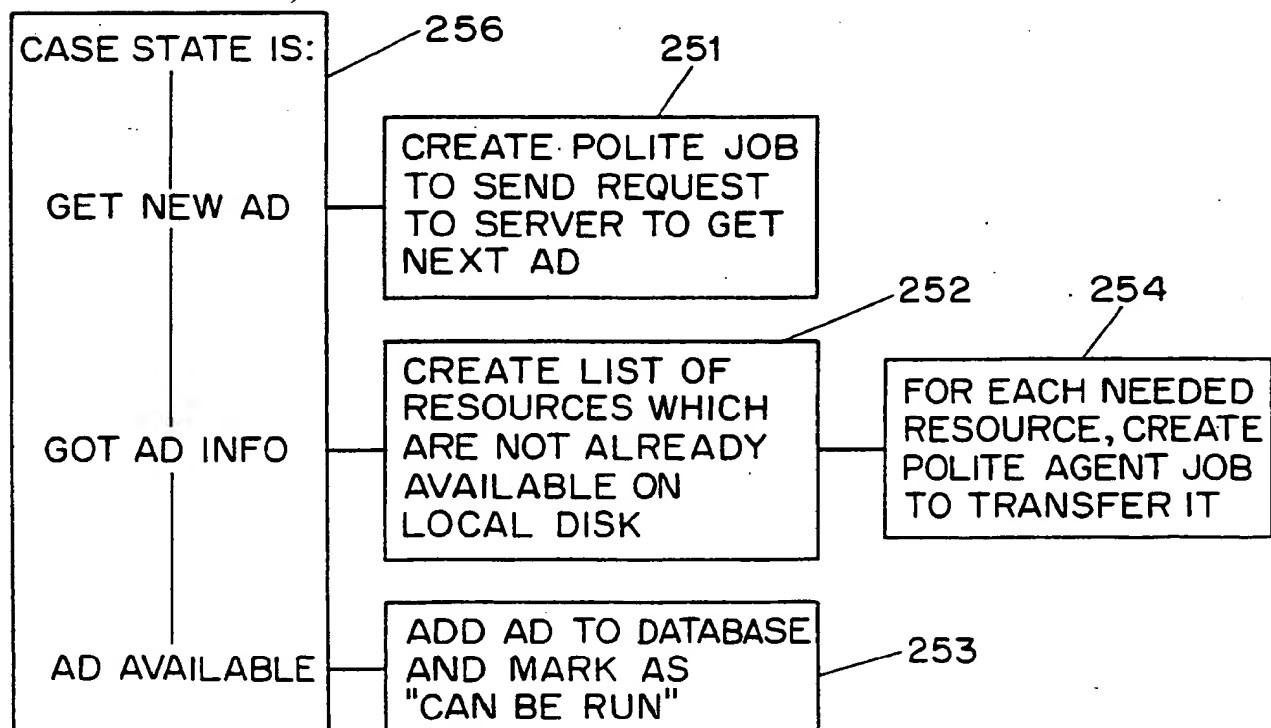 CASE STATE IS:
256
251
CREATE POLITE JOB
TO SEND REQUEST
TO SERVER TO GET
NEXT AD
GET NEW AD
252
254
CREATE LIST OF
RESOURCES WHICH
ARE NOT ALREADY
AVAILABLE ON
LOCAL DISK
FOR EACH NEEDED
RESOURCE, CREATE
POLITE AGENT JOB
TO TRANSFER IT
GOT AD INFO
ADD AD TO DATABASE
AND MARK AS
"CAN BE RUN"
253
AD AVAILABLE